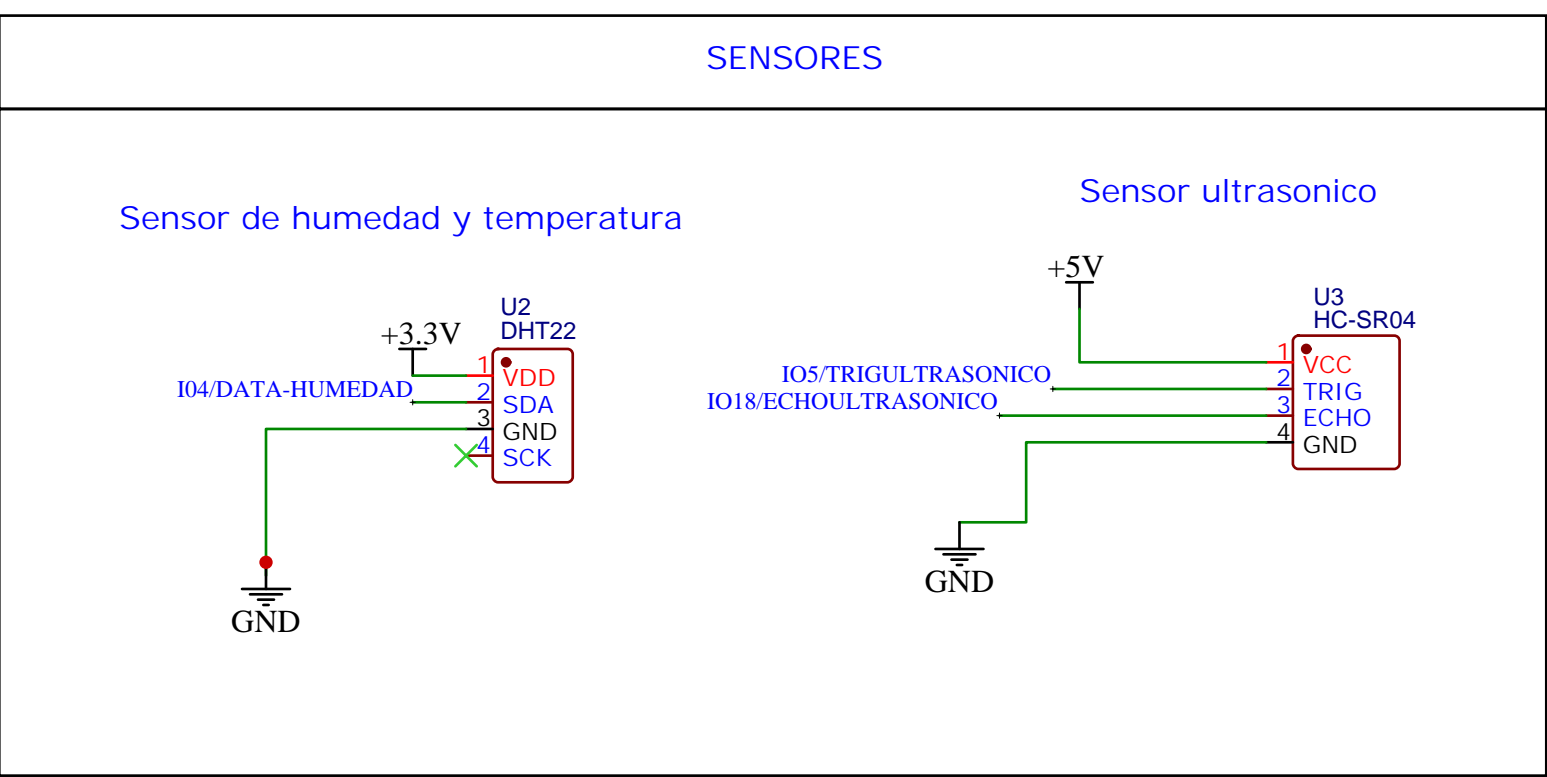 SENSORES
Sensor de humedad y temperatura
+3.3V
U2
DHT22
I04/DATA-HUMEDAD
1
VDD
2
SDA
3
GND
4
SCK
GND
Sensor ultrasonico
+5V
U3
HC-SR04
IO5/TRIGULTRASONICO
IO18/ECHOULTRASONICO
1
VCC
2
TRIG
3
ECHO
4
GND
GND